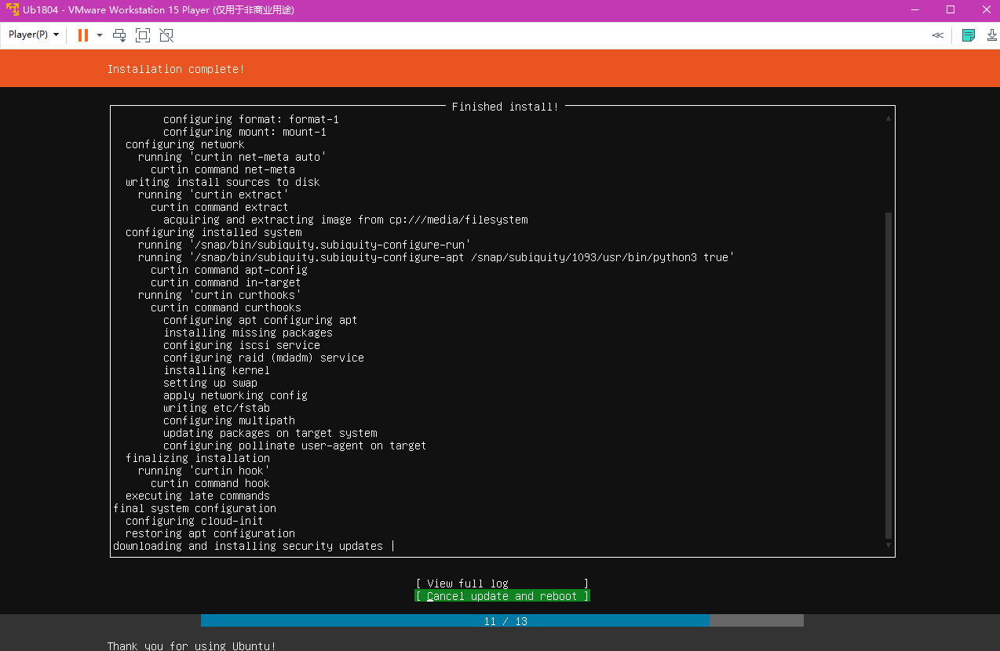 Ub1804 - VMware Workstation 15 Player (仅用于非商业用途)
Player(P)
Installation complete!
Finished install!
configuring format: format-1
configuring mount: mount-1
configuring network
running 'curtin net-meta auto'
curtin command net-meta
writing install sources to disk
running 'curtin extract'
curtin command extract
acquiring and extracting image from cp:///media/filesystem
configuring installed system
running '/snap/bin/subiquity.subiquity-configure-run'
running '/snap/bin/subiquity.subiquity-configure-apt /snap/subiquity/1093/usr/bin/python3 true'
curtin command apt-config
curtin command in-target
running 'curtin curthooks'
curtin command curthooks
configuring apt configuring apt
installing missing packages
configuring iscsi service
configuring raid (mdadm) service
installing kernel
setting up swap
apply networking config
writing etc/fstab
configuring multipath
updating packages on target system
configuring pollinate user-agent on target
finalizing installation
running 'curtin hook'
curtin command hook
executing late commands
final system configuration
configuring cloud-init
restoring apt configuration
downloading and installing security updates |
[ View full log ]
[ Cancel update and reboot ]
11 / 13
Thank you for using Ubuntu!